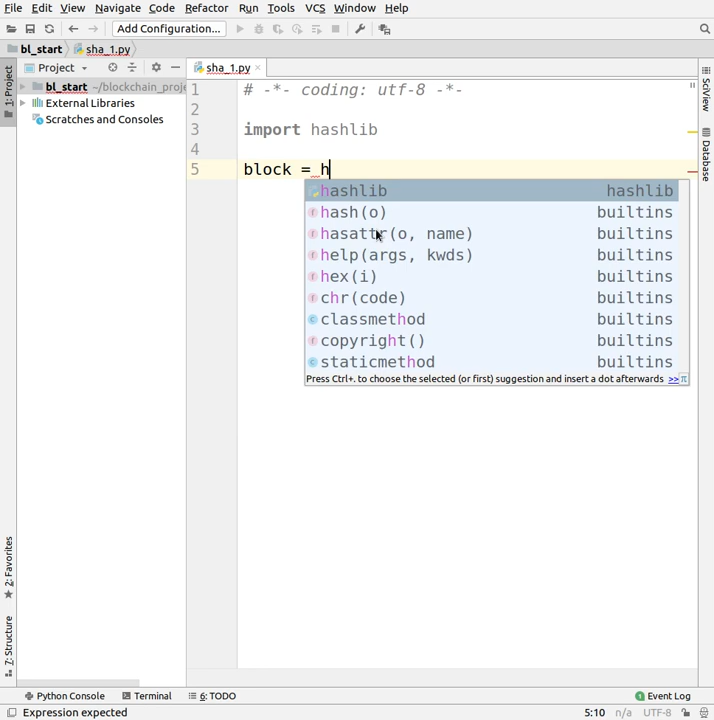 File Edit View Navigate Code Refactor Run Tools VCS Window Help
Add Configuration...
bl_start sha_1.py
Project
sha_1.py
1: Project
bl_start ~/blockchain_proje
External Libraries
Scratches and Consoles
1 # -*- coding: utf-8 -*-
2
3 import hashlib
4
5 block = h
hashlib hashlib
hash(o) builtins
hasattr(o, name) builtins
help(args, kwds) builtins
hex(i) builtins
chr(code) builtins
classmethod builtins
copyright() builtins
staticmethod builtins
Press Ctrl+. to choose the selected (or first) suggestion and insert a dot afterwards >> π
SciView
Database
2: Favorites
7: Structure
Python Console Terminal 6: TODO 1 Event Log
Expression expected 5:10 n/a UTF-8